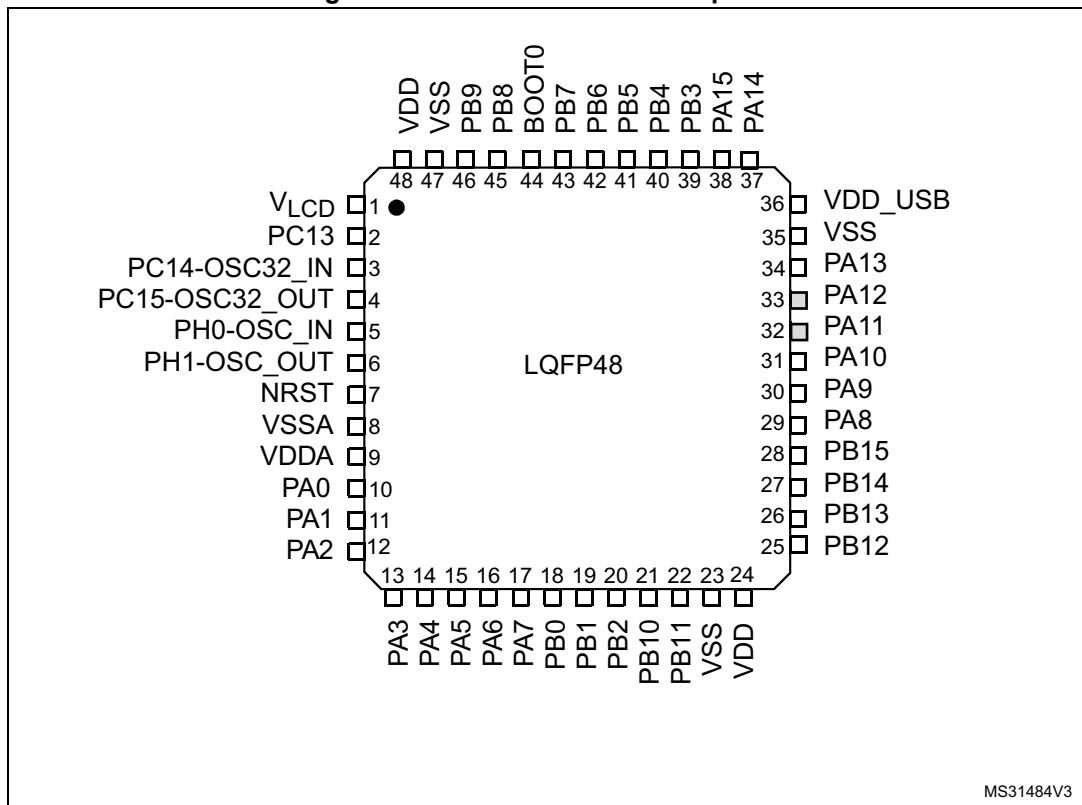 VDD
VSS
PB9
PB8
BOOT0
PB7
PB6
PB5
PB4
PB3
PA15
PA14
48 47 46 45 44 43 42 41 40 39 38 37
VLCD 1 36 VDD_USB
PC13 2 35 VSS
PC14-OSC32_IN 3 34 PA13
PC15-OSC32_OUT 4 33 PA12
PH0-OSC_IN 5 32 PA11
PH1-OSC_OUT 6 LQFP48 31 PA10
NRST 7 30 PA9
VSSA 8 29 PA8
VDDA 9 28 PB15
PA0 10 27 PB14
PA1 11 26 PB13
PA2 12 25 PB12
13 14 15 16 17 18 19 20 21 22 23 24
PA3
PA4
PA5
PA6
PA7
PB0
PB1
PB2
PB10
PB11
VSS
VDD
MS31484V3